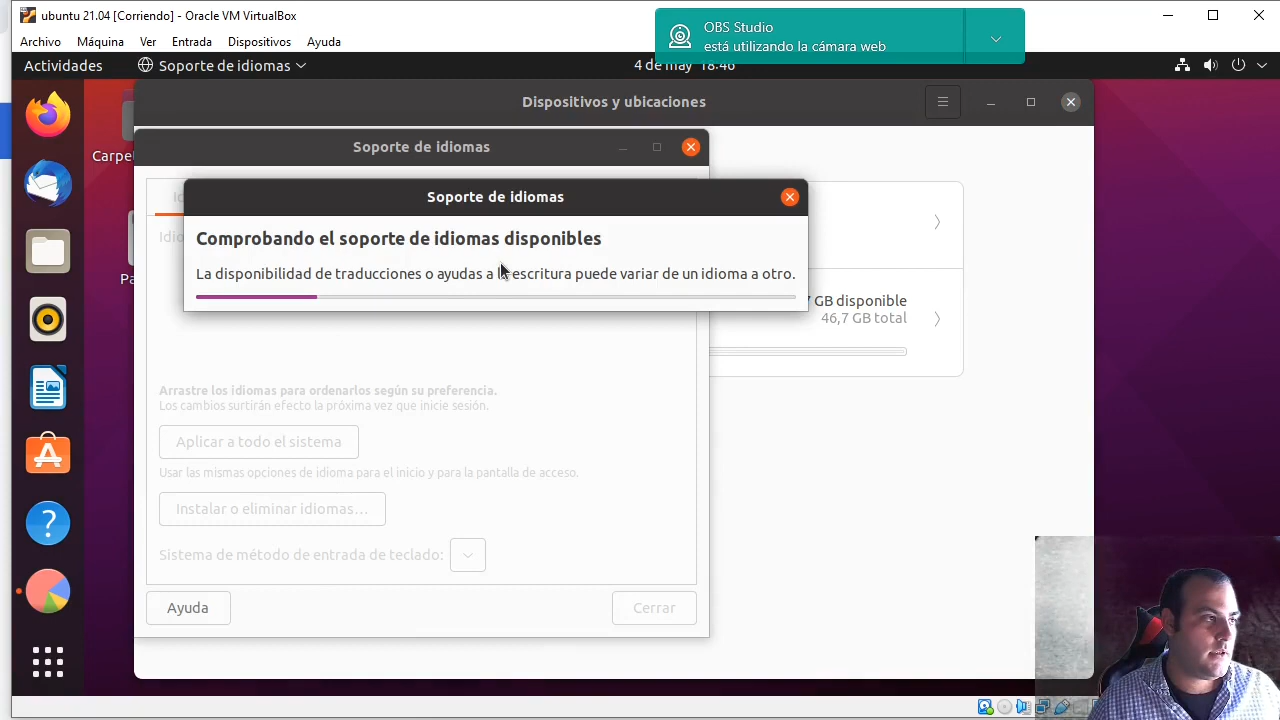 ubuntu 21.04 [Corriendo] - Oracle VM VirtualBox
OBS Studio
está utilizando la cámara web
Archivo Máquina Ver Entrada Dispositivos Ayuda
Actividades Soporte de idiomas 4 de may 18:46
Dispositivos y ubicaciones
Soporte de idiomas
Carpe
Soporte de idiomas
Comprobando el soporte de idiomas disponibles
La disponibilidad de traducciones o ayudas a la escritura puede variar de un idioma a otro.
Idio
Pa
GB disponible
46,7 GB total
Arrastre los idiomas para ordenarlos según su preferencia.
Los cambios surtirán efecto la próxima vez que inicie sesión.
Aplicar a todo el sistema
Usar las mismas opciones de idioma para el inicio y para la pantalla de acceso.
Instalar o eliminar idiomas...
Sistema de método de entrada de teclado:
Ayuda Cerrar